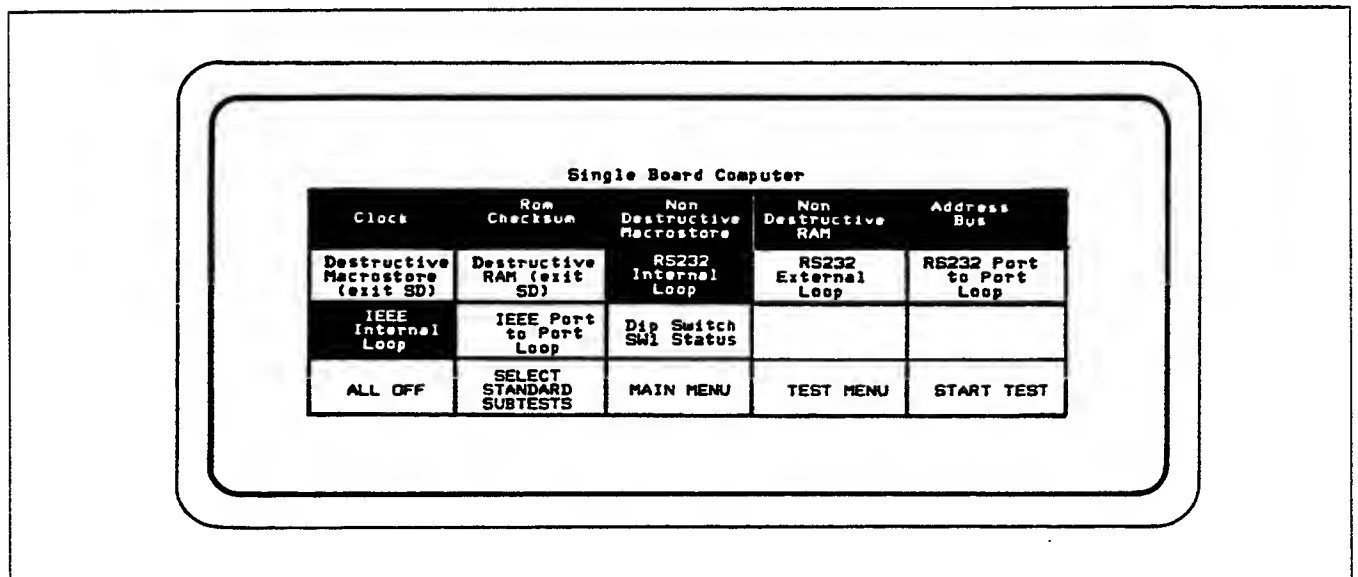 Single Board Computer
Clock
Rom
Checksum
Non
Destructive
Macrostore
Non
Destructive
RAM
Address
Bus
Destructive
Macrostore
(exit SD)
Destructive
RAM (exit
SD)
RS232
Internal
Loop
RS232
External
Loop
RS232 Port
to Port
Loop
IEEE
Internal
Loop
IEEE Port
to Port
Loop
Dip Switch
SW1 Status
ALL OFF
SELECT
STANDARD
SUBTESTS
MAIN MENU
TEST MENU
START TEST